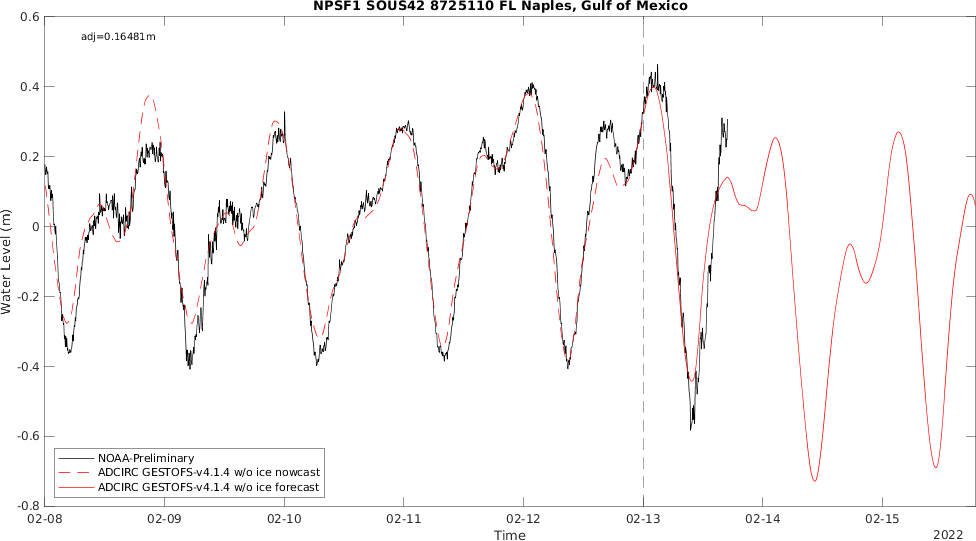 NPSF1 SOUS42 8725110 FL Naples, Gulf of Mexico
adj=0.16481m
0.6
0.4
0.2
0
-0.2
-0.4
-0.6
-0.8
Water Level (m)
NOAA-Preliminary
ADCIRC GESTOFS-v4.1.4 w/o ice nowcast
ADCIRC GESTOFS-v4.1.4 w/o ice forecast
02-08 02-09 02-10 02-11 02-12 02-13 02-14 02-15
Time
2022